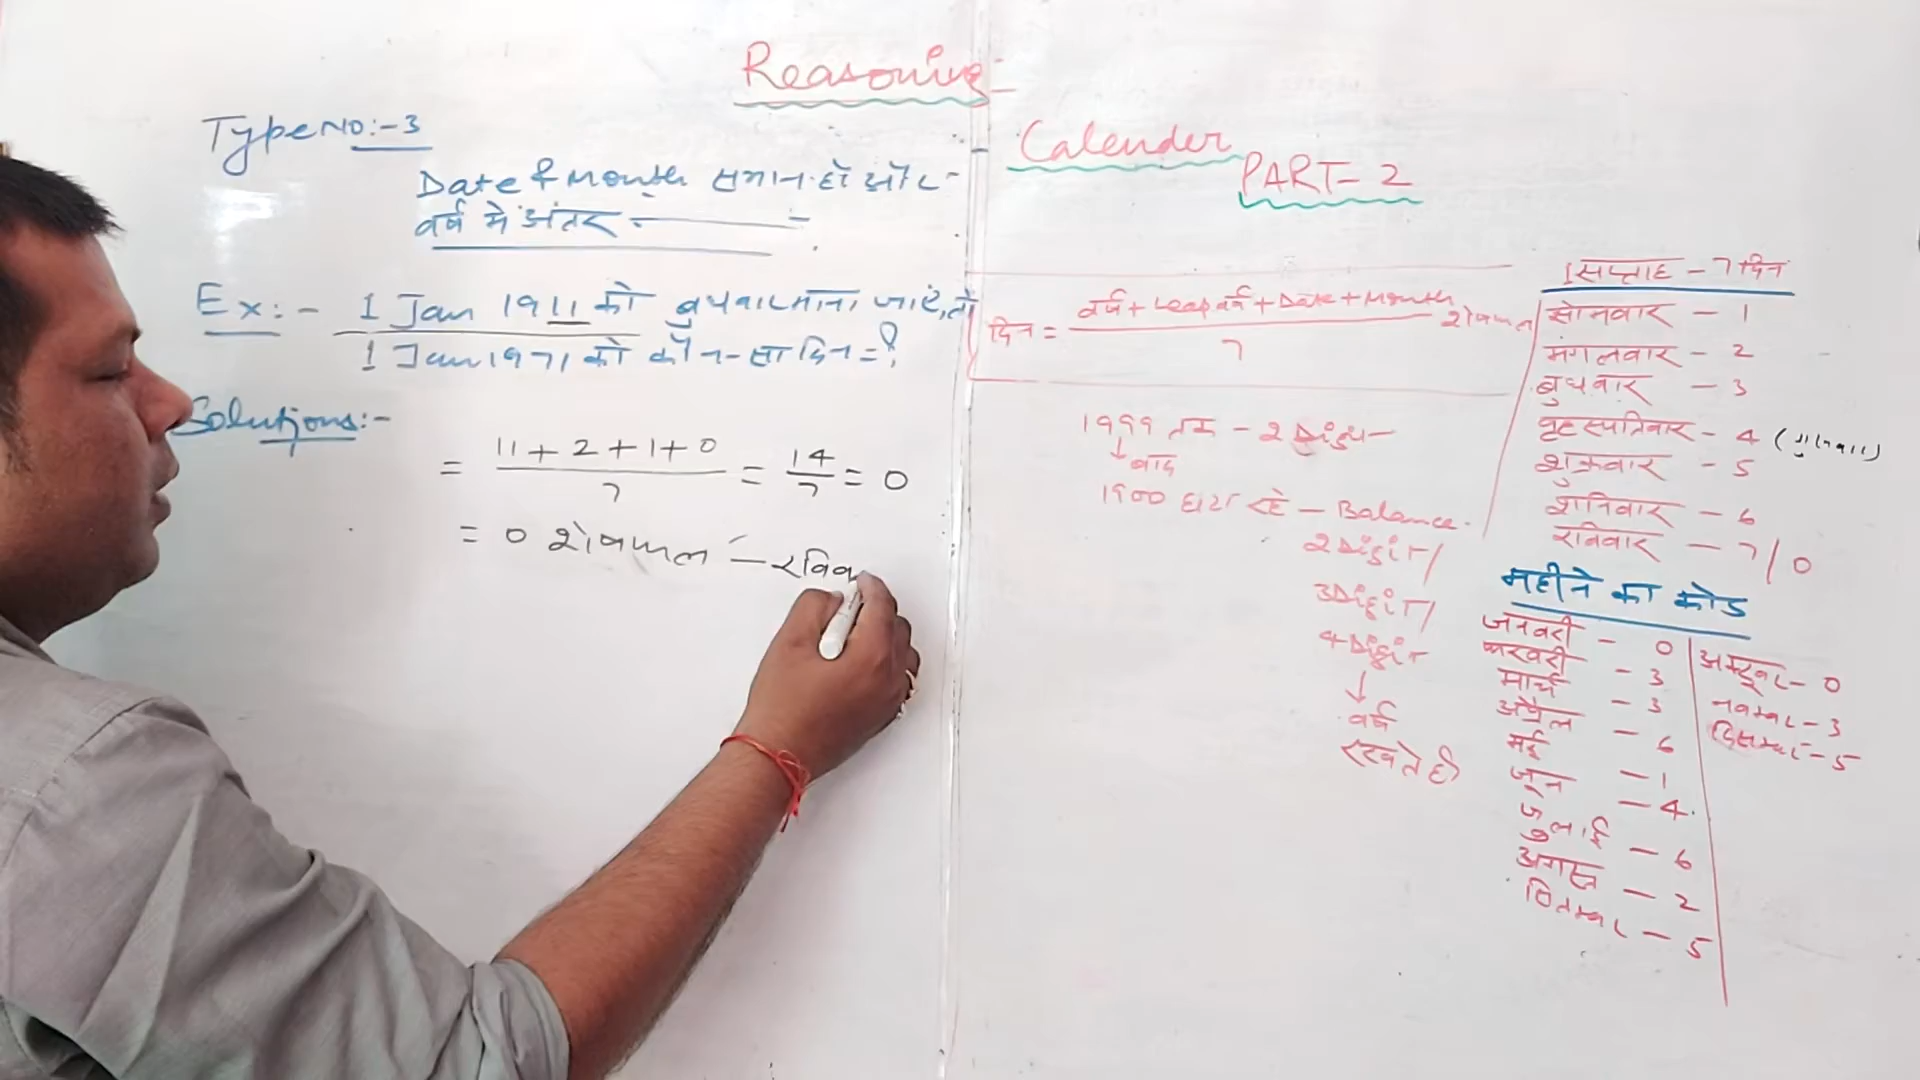 Reasoning:-
Calender
PART-2
Type No:-3
Date & Month समान हो और-
वर्ष में अंतर -
Ex:- 1 Jan 1911 को बुधवार माना जाए, तो
1 Jan 1971 को कौन-सा दिन=?
Solutions:-
= 11+2+1+0 / 7 = 14 / 7 = 0
= 0 शेषफल - रविव
दिन = वर्ष + Leap वर्ष + Date + Month / 7 शेषफल
1999 तक - 2 Digit
↓ बाद
1900 घटा रहे - Balance.
2 Digit/
3 Digit/
4 Digit
↓
वर्ष
रखते हैं
1 सप्ताह - 7 दिन
सोमवार - 1
मंगलवार - 2
बुधवार - 3
वृहस्पतिवार - 4 (गुरुवार)
शुक्रवार - 5
शनिवार - 6
रविवार - 7/0
महीने का कोड
जनवरी - 0
फरवरी - 3
मार्च - 3
अप्रैल - 6
मई - 1
जून - 4
जुलाई - 6
अगस्त - 2
सितम्बर - 5
अक्टूबर - 0
नवम्बर - 3
दिसम्बर - 5